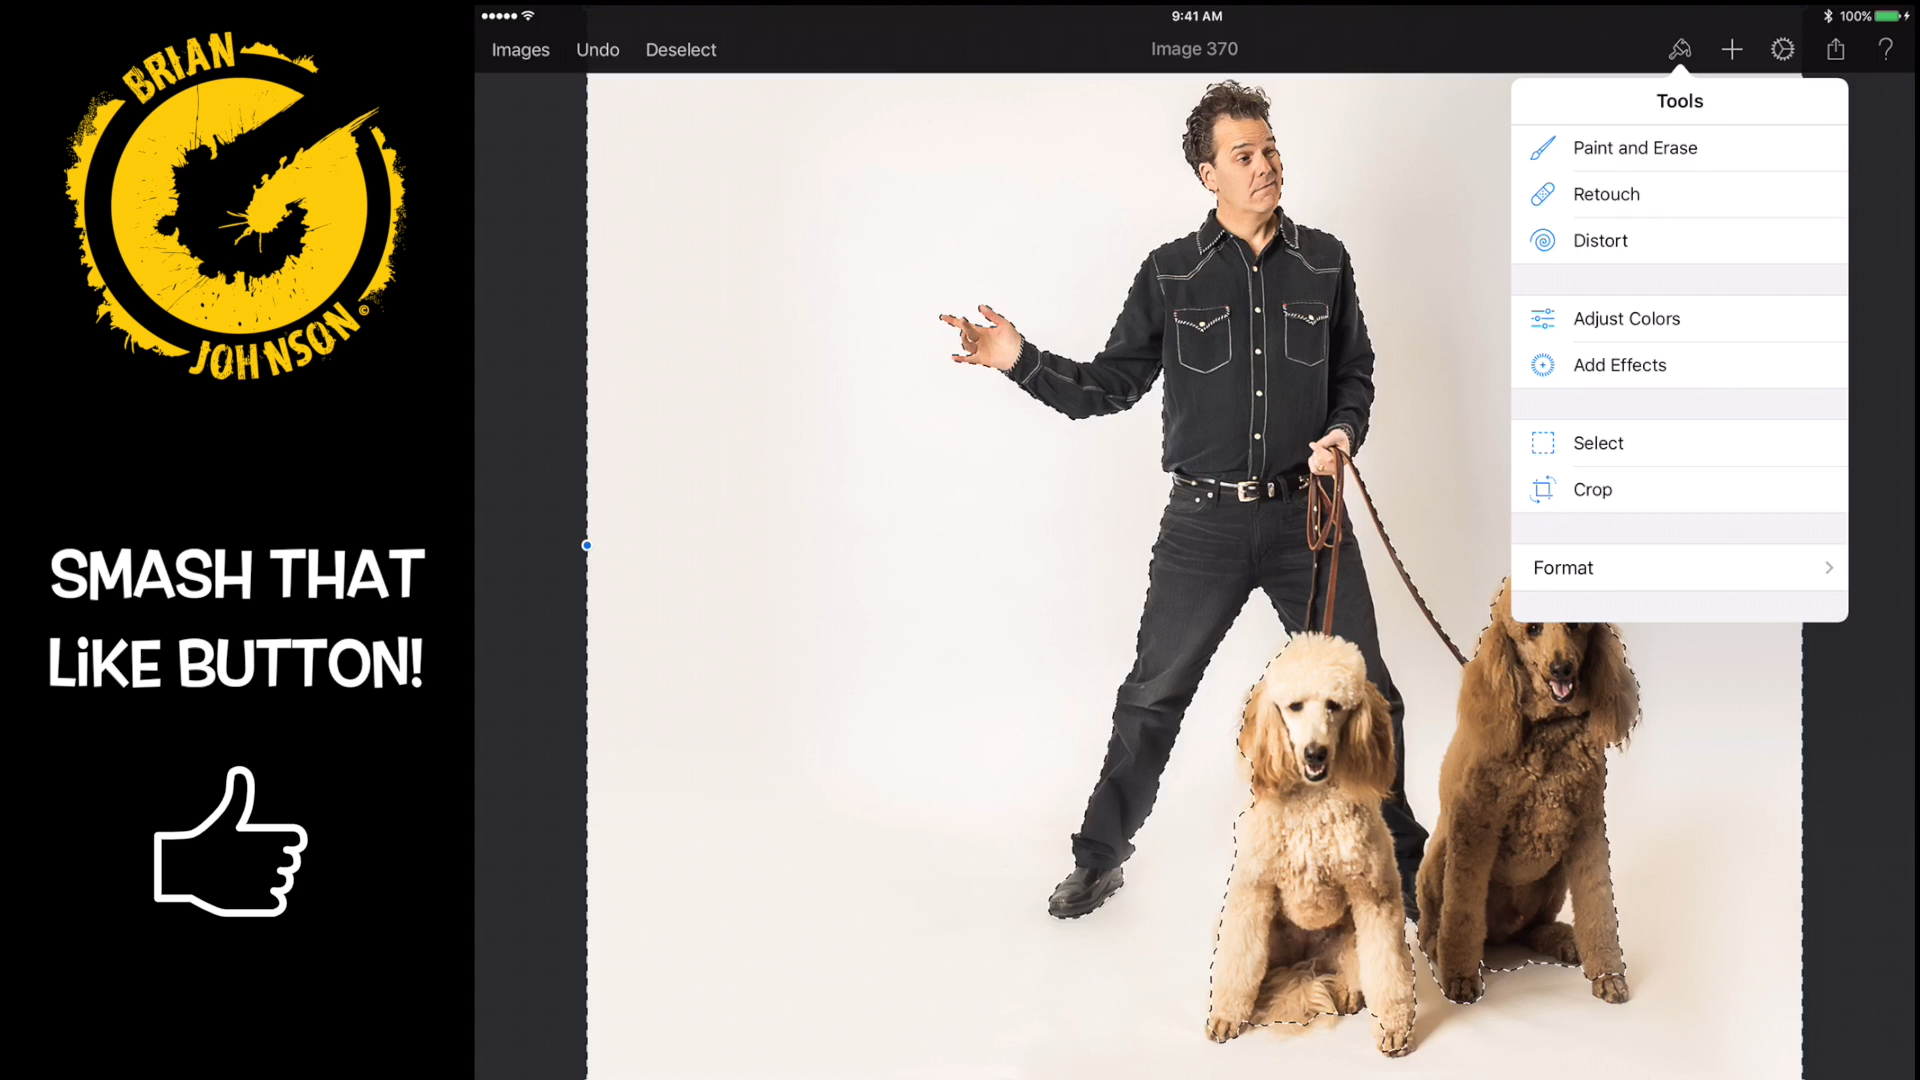 BRIAN
JOHNSON©
SMASH THAT
LiKE BUTTON!
9:41 AM
100%
Images
Undo
Deselect
Image 370
?
Tools
Paint and Erase
Retouch
Distort
Adjust Colors
Add Effects
Select
Crop
Format